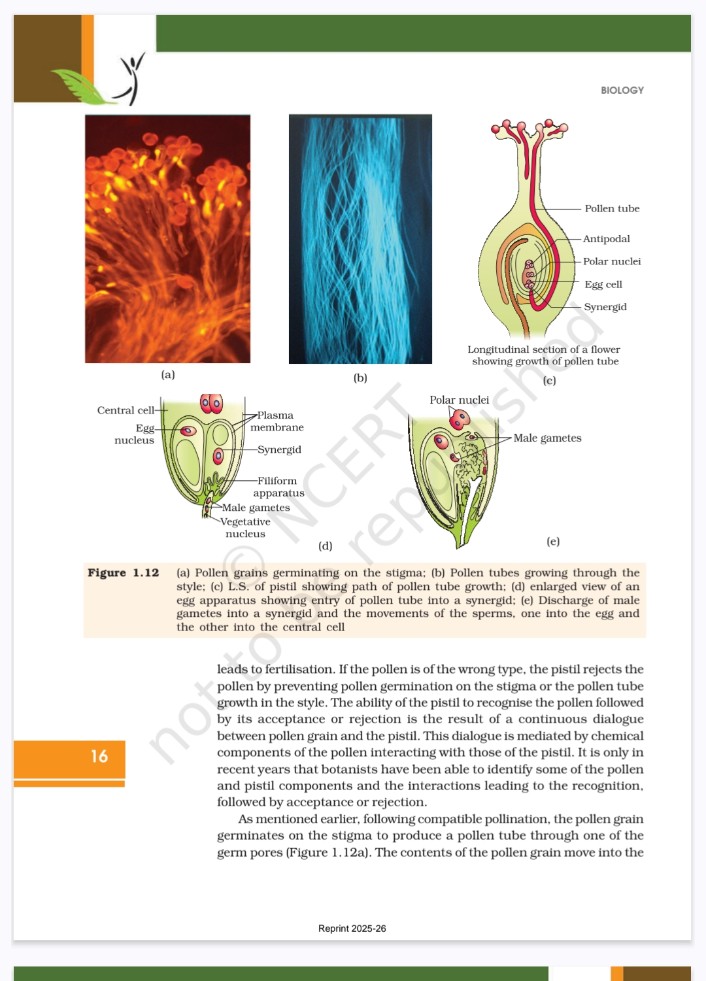 BIOLOGY
Pollen tube
Antipodal
Polar nuclei
Egg cell
Synergid
Longitudinal section of a flower
showing growth of pollen tube
(a)
(b)
(c)
Central cell
Egg
nucleus
Plasma
membrane
Synergid
Filiform
apparatus
Male gametes
Vegetative
nucleus
(d)
Polar nuclei
Male gametes
(e)
Figure 1.12 (a) Pollen grains germinating on the stigma; (b) Pollen tubes growing through the
style; (c) L.S. of pistil showing path of pollen tube growth; (d) enlarged view of an
egg apparatus showing entry of pollen tube into a synergid; (e) Discharge of male
gametes into a synergid and the movements of the sperms, one into the egg and
the other into the central cell
© NCERT
not to be republished
leads to fertilisation. If the pollen is of the wrong type, the pistil rejects the
pollen by preventing pollen germination on the stigma or the pollen tube
growth in the style. The ability of the pistil to recognise the pollen followed
by its acceptance or rejection is the result of a continuous dialogue
between pollen grain and the pistil. This dialogue is mediated by chemical
components of the pollen interacting with those of the pistil. It is only in
recent years that botanists have been able to identify some of the pollen
and pistil components and the interactions leading to the recognition,
followed by acceptance or rejection.
As mentioned earlier, following compatible pollination, the pollen grain
germinates on the stigma to produce a pollen tube through one of the
germ pores (Figure 1.12a). The contents of the pollen grain move into the
16
Reprint 2025-26